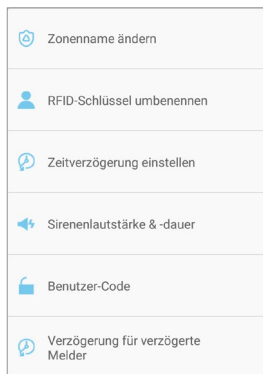 Zonenname ändern
RFID-Schlüssel umbenennen
Zeitverzögerung einstellen
Sirenenlautstärke & -dauer
Benutzer-Code
Verzögerung für verzögerte
Melder